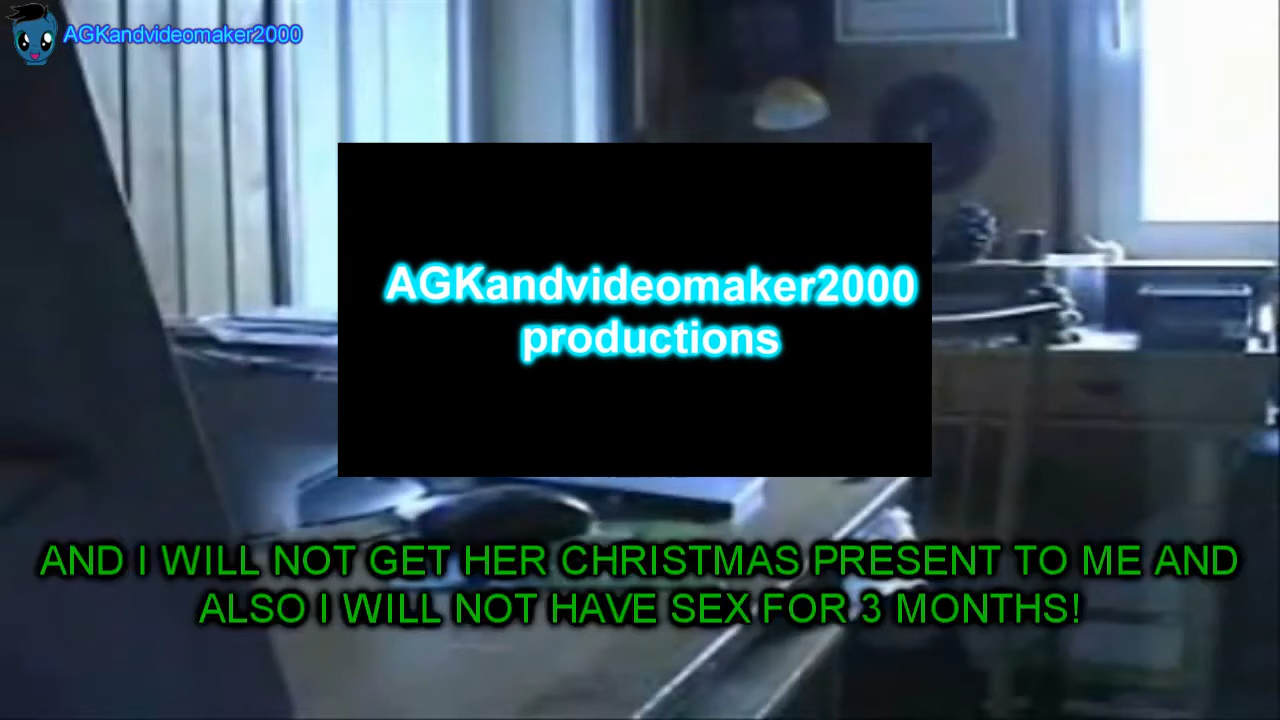 AGKandvideomaker2000
AGKandvideomaker2000
productions
AND I WILL NOT GET HER CHRISTMAS PRESENT TO ME AND
ALSO I WILL NOT HAVE SEX FOR 3 MONTHS!